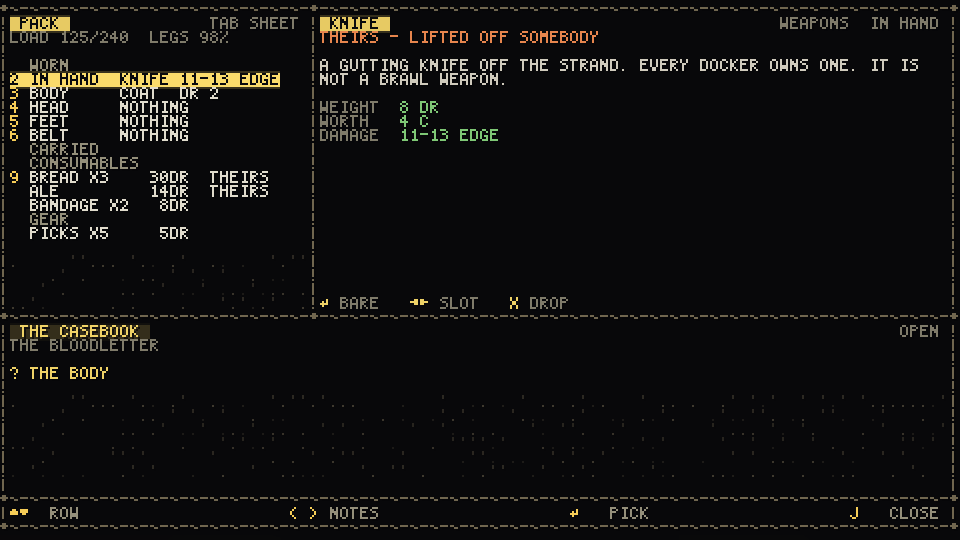 PACK TAB SHEET
LOAD 125/240 LEGS 98%
WORN
2 IN HAND KNIFE 11-13 EDGE
3 BODY COAT DR 2
4 HEAD NOTHING
5 FEET NOTHING
6 BELT NOTHING
CARRIED
CONSUMABLES
9 BREAD X3 30DR THEIRS
ALE 14DR THEIRS
BANDAGE X2 8DR
GEAR
PICKS X5 5DR
KNIFE WEAPONS IN HAND
THEIRS - LIFTED OFF SOMEBODY
A GUTTING KNIFE OFF THE STRAND. EVERY DOCKER OWNS ONE. IT IS
NOT A BRAWL WEAPON.
WEIGHT 8 DR
WORTH 4 C
DAMAGE 11-13 EDGE
↵ BARE ◄► SLOT X DROP
THE CASEBOOK OPEN
THE BLOODLETTER
? THE BODY
▲▼ ROW < > NOTES ↵ PICK J CLOSE